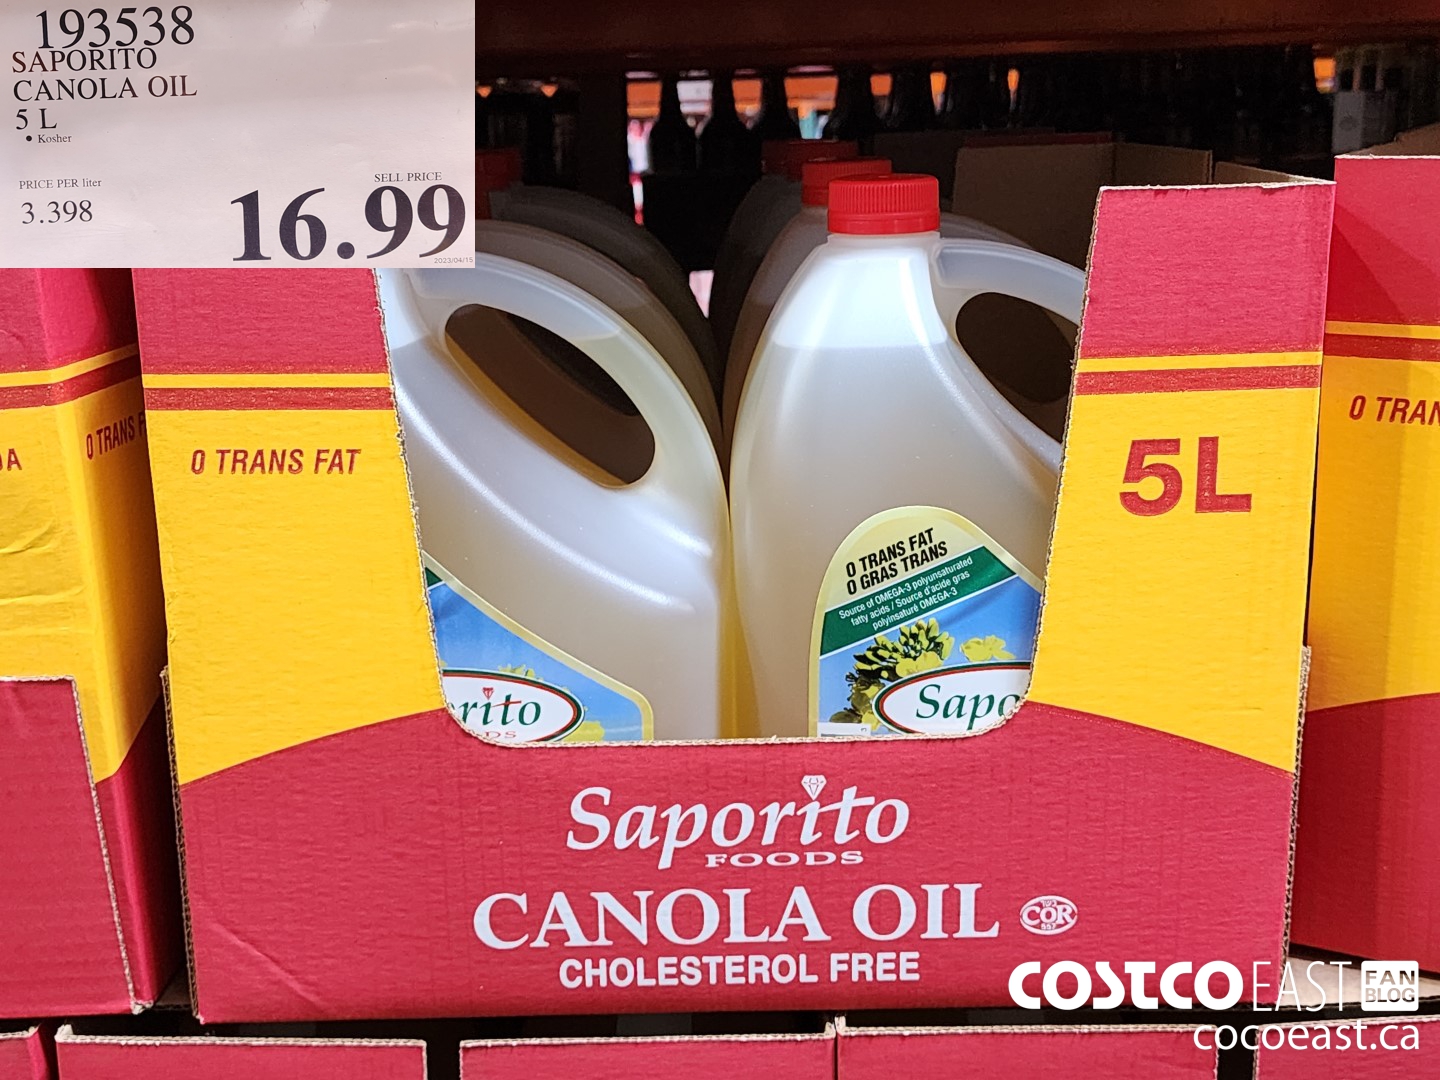 193538
SAPORITO
CANOLA OIL
5 L
• Kosher
PRICE PER liter
3.398
SELL PRICE
16.99
2023/04/15
0 TRANS
0 TRANS FAT
5L
0 TRAN
0 TRANS FAT
0 GRAS TRANS
Source of OMEGA-3 polyunsaturated
fatty acids / Source d'acide gras
polyinsaturé OMEGA-3
rito
DS
Sapo
Saporito
FOODS
CANOLA OIL
COR
CHOLESTEROL FREE
COSTCO EAST FAN
BLOG
cocoeast.ca